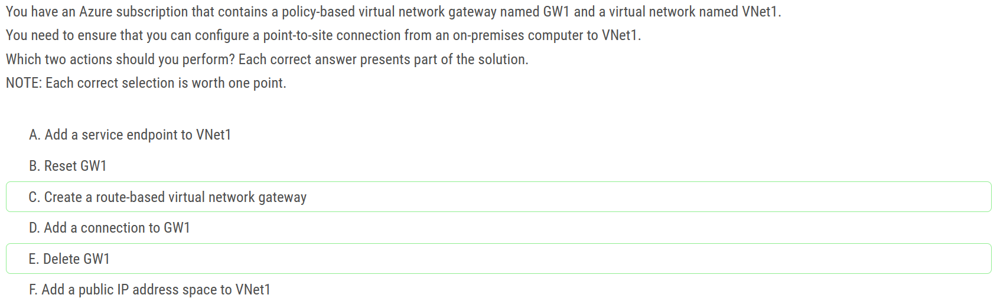 You have an Azure subscription that contains a policy-based virtual network gateway named GW1 and a virtual network named VNet1.
You need to ensure that you can configure a point-to-site connection from an on-premises computer to VNet1.
Which two actions should you perform? Each correct answer presents part of the solution.
NOTE: Each correct selection is worth one point.
A. Add a service endpoint to VNet1
B. Reset GW1
C. Create a route-based virtual network gateway
D. Add a connection to GW1
E. Delete GW1
F. Add a public IP address space to VNet1